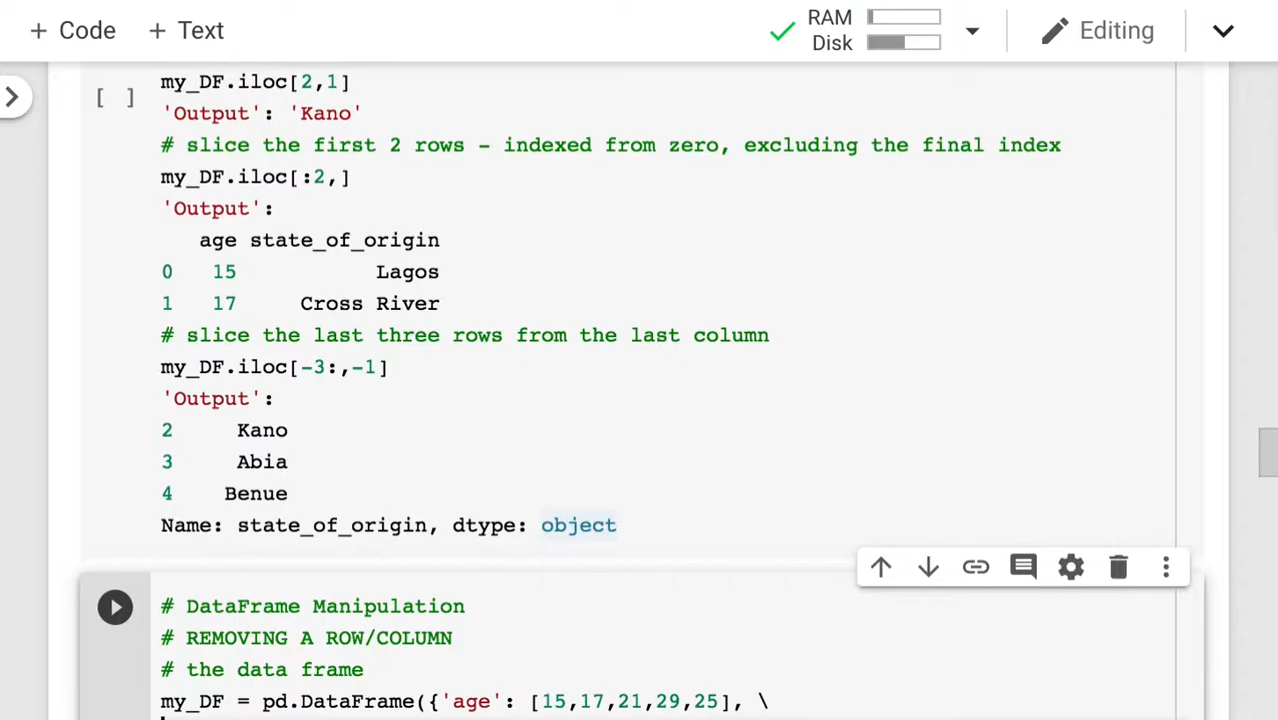 + Code + Text
RAM
Disk
Editing
my_DF.iloc[2,1]
[ ]
'Output': 'Kano'
# slice the first 2 rows - indexed from zero, excluding the final index
my_DF.iloc[:2,]
'Output':
age state_of_origin
0 15 Lagos
1 17 Cross River
# slice the last three rows from the last column
my_DF.iloc[-3:,-1]
'Output':
2 Kano
3 Abia
4 Benue
Name: state_of_origin, dtype: object
# DataFrame Manipulation
# REMOVING A ROW/COLUMN
# the data frame
my_DF = pd.DataFrame({'age': [15,17,21,29,25], \